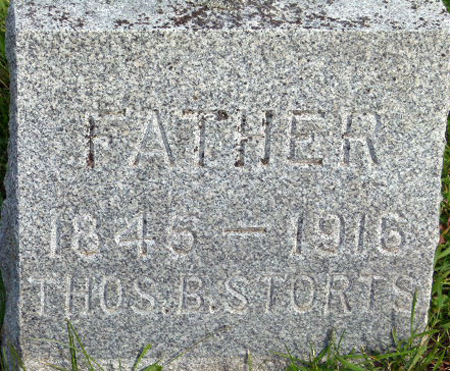 FATHER
1845 — 1916
THOS. B. STORTS